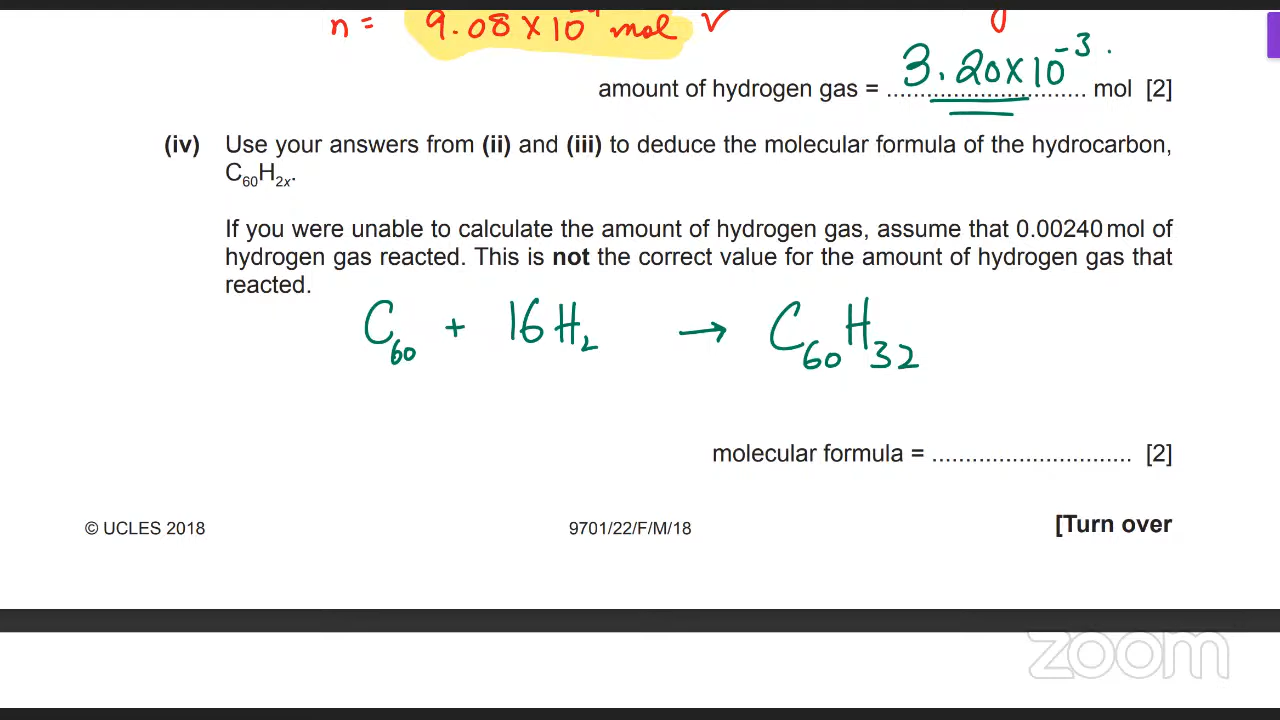 n = 9.08 × 10 mol ✓
3.20 × 10⁻³
amount of hydrogen gas = .............................. mol [2]
(iv) Use your answers from (ii) and (iii) to deduce the molecular formula of the hydrocarbon,
C₆₀H₂ₓ.
If you were unable to calculate the amount of hydrogen gas, assume that 0.00240 mol of
hydrogen gas reacted. This is not the correct value for the amount of hydrogen gas that
reacted.
C₆₀ + 16H₂ → C₆₀H₃₂
molecular formula = .............................. [2]
© UCLES 2018 9701/22/F/M/18 [Turn over
zoom